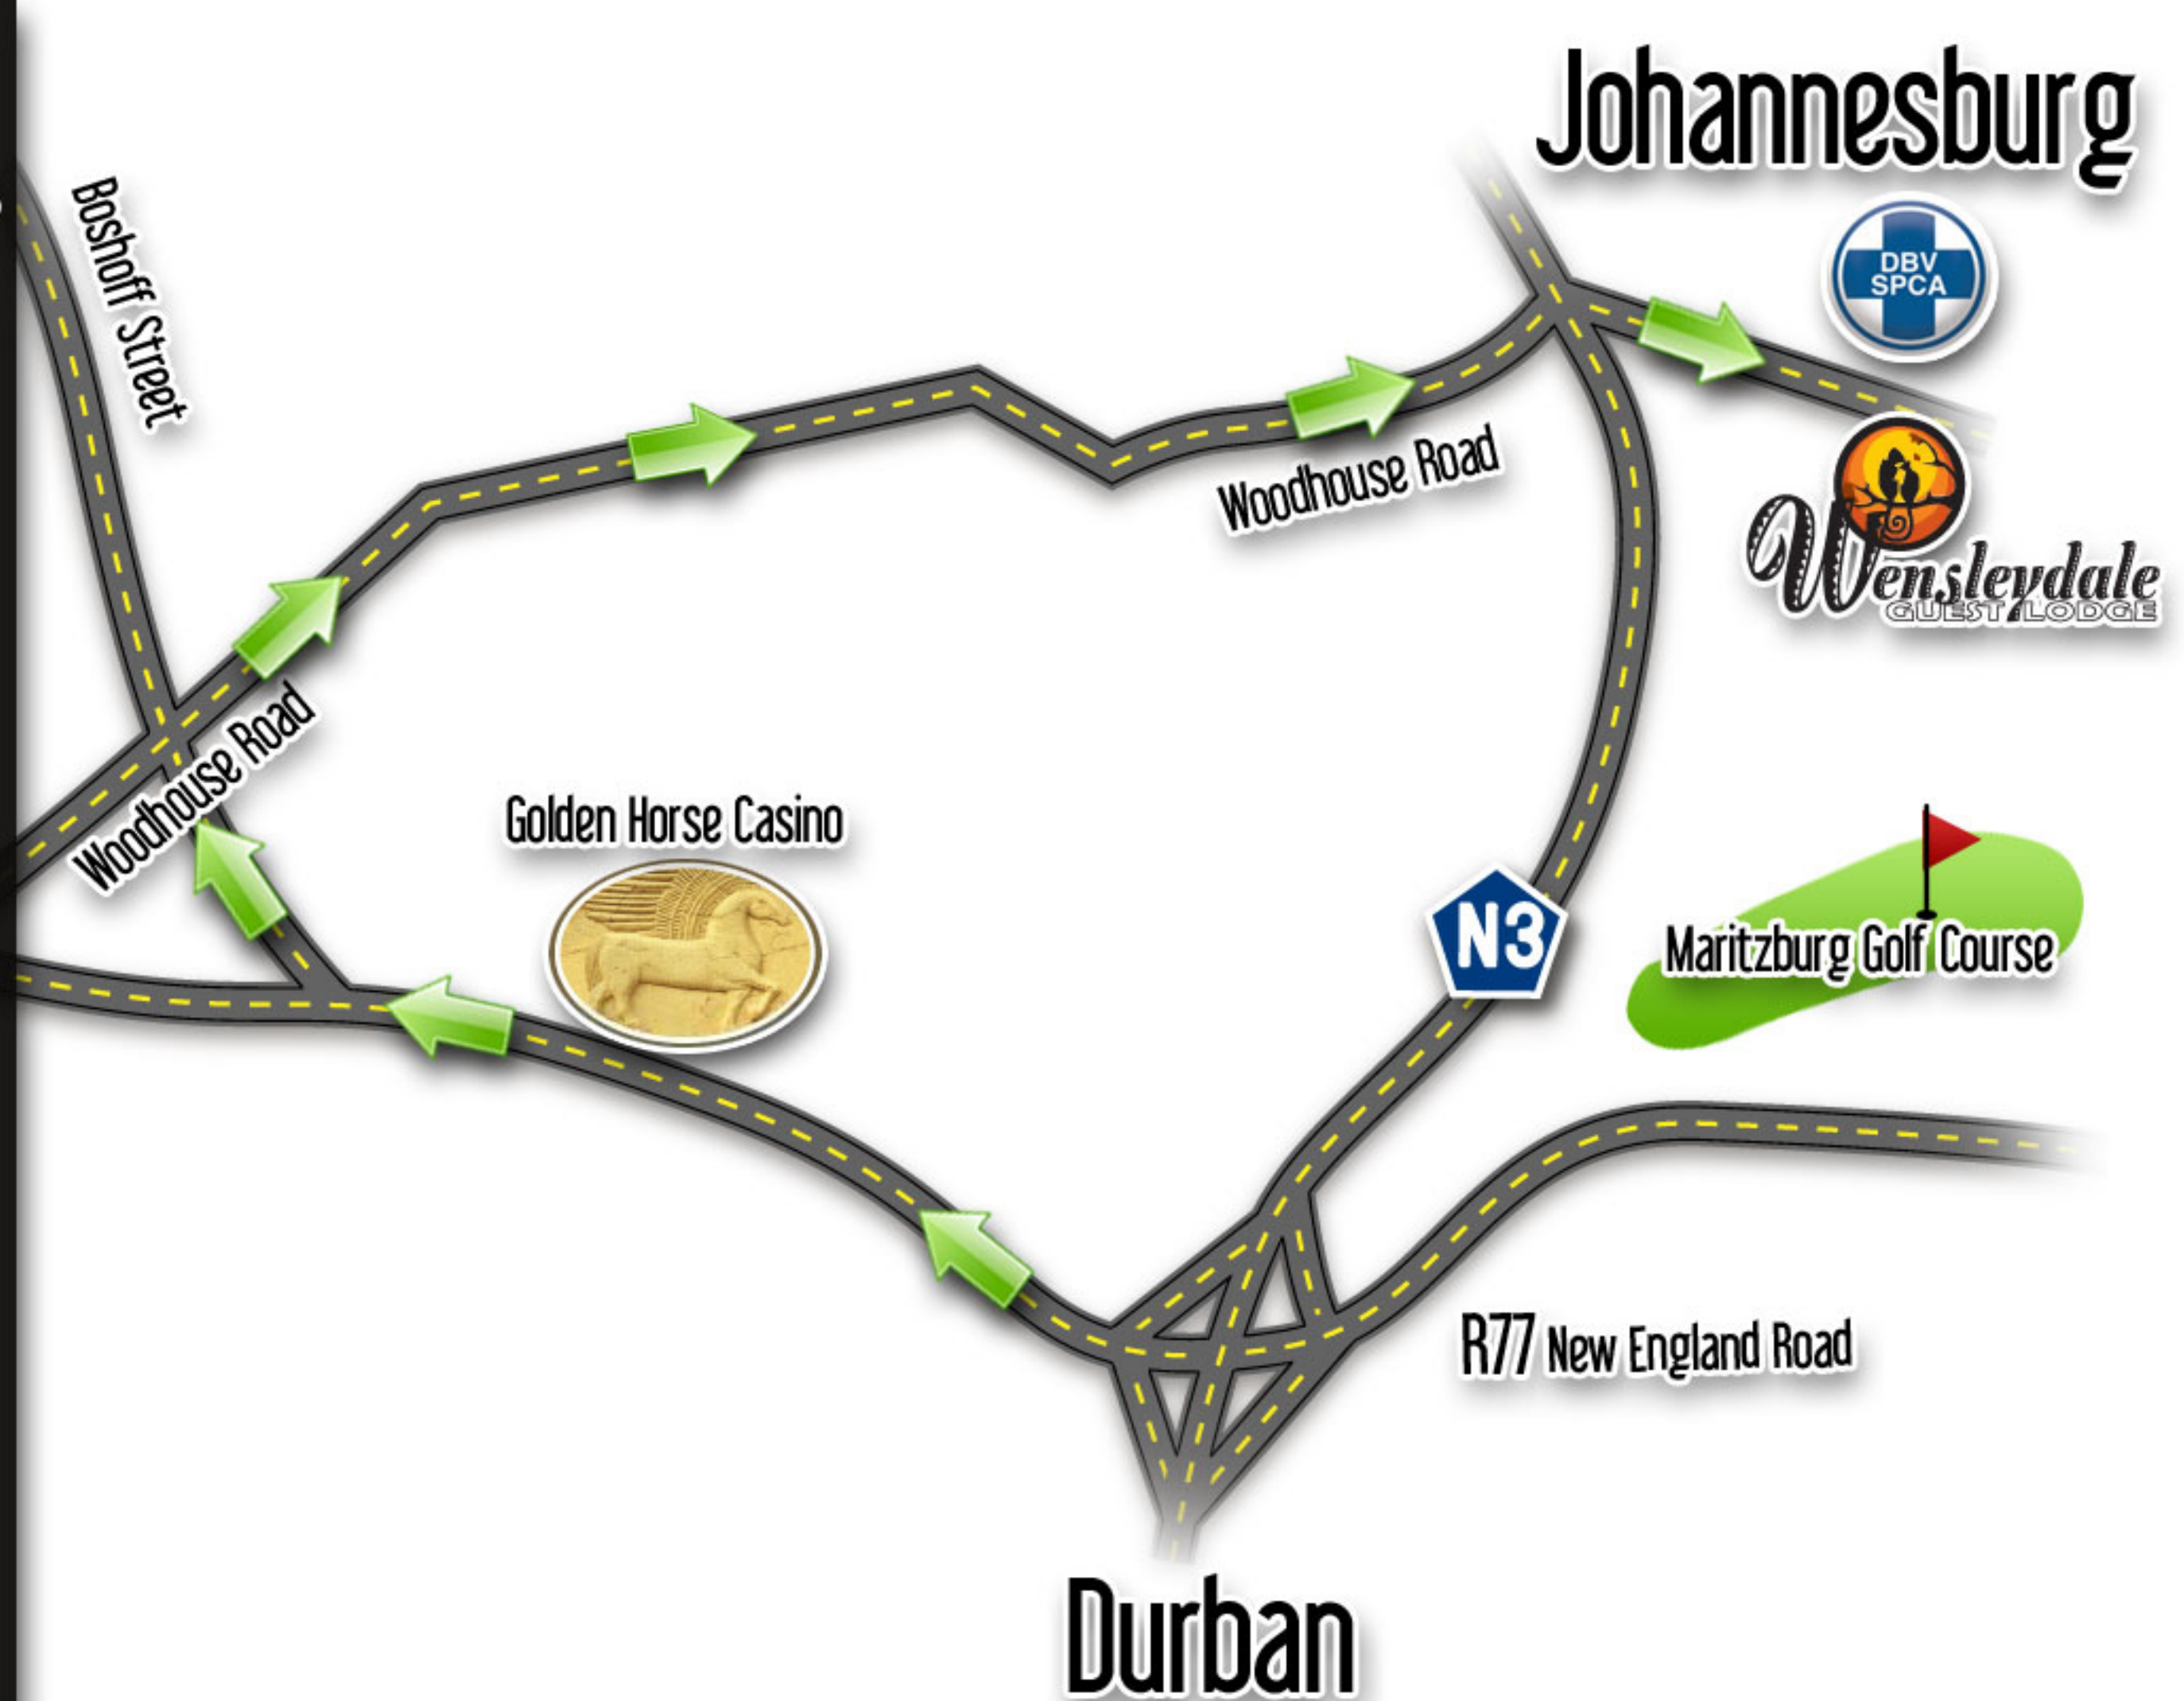 Johannesburg
DBV
SPCA
Boshoff Street
Woodhouse Road
Wensleydale
GUEST LODGE
Woodhouse Road
Golden Horse Casino
N3
Maritzburg Golf Course
R77 New England Road
Durban